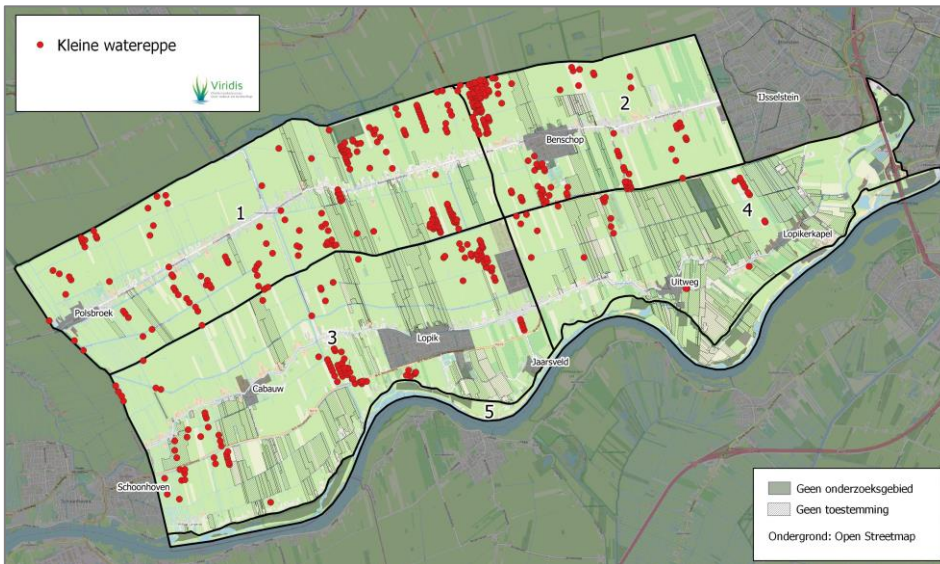 Kleine watereppe
Viridis
IJsselstein
2
Benschop
1
4
Lopikerkapel
Uitweg
Polsbroek
3
Lopik
Jaarsveld
Cabauw
5
Schoonhoven
Geen onderzoeksgebied
Geen toestemming
Ondergrond: Open Streetmap